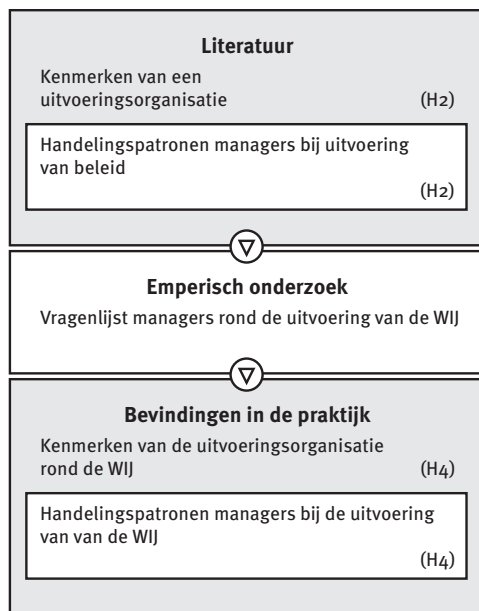 Literatuur
Kenmerken van een
uitvoeringsorganisatie (H2)
Handelingspatronen managers bij uitvoering
van beleid
(H2)
Emperisch onderzoek
Vragenlijst managers rond de uitvoering van de WIJ
Bevindingen in de praktijk
Kenmerken van de uitvoeringsorganisatie
rond de WIJ (H4)
Handelingspatronen managers bij de uitvoering
van van de WIJ
(H4)